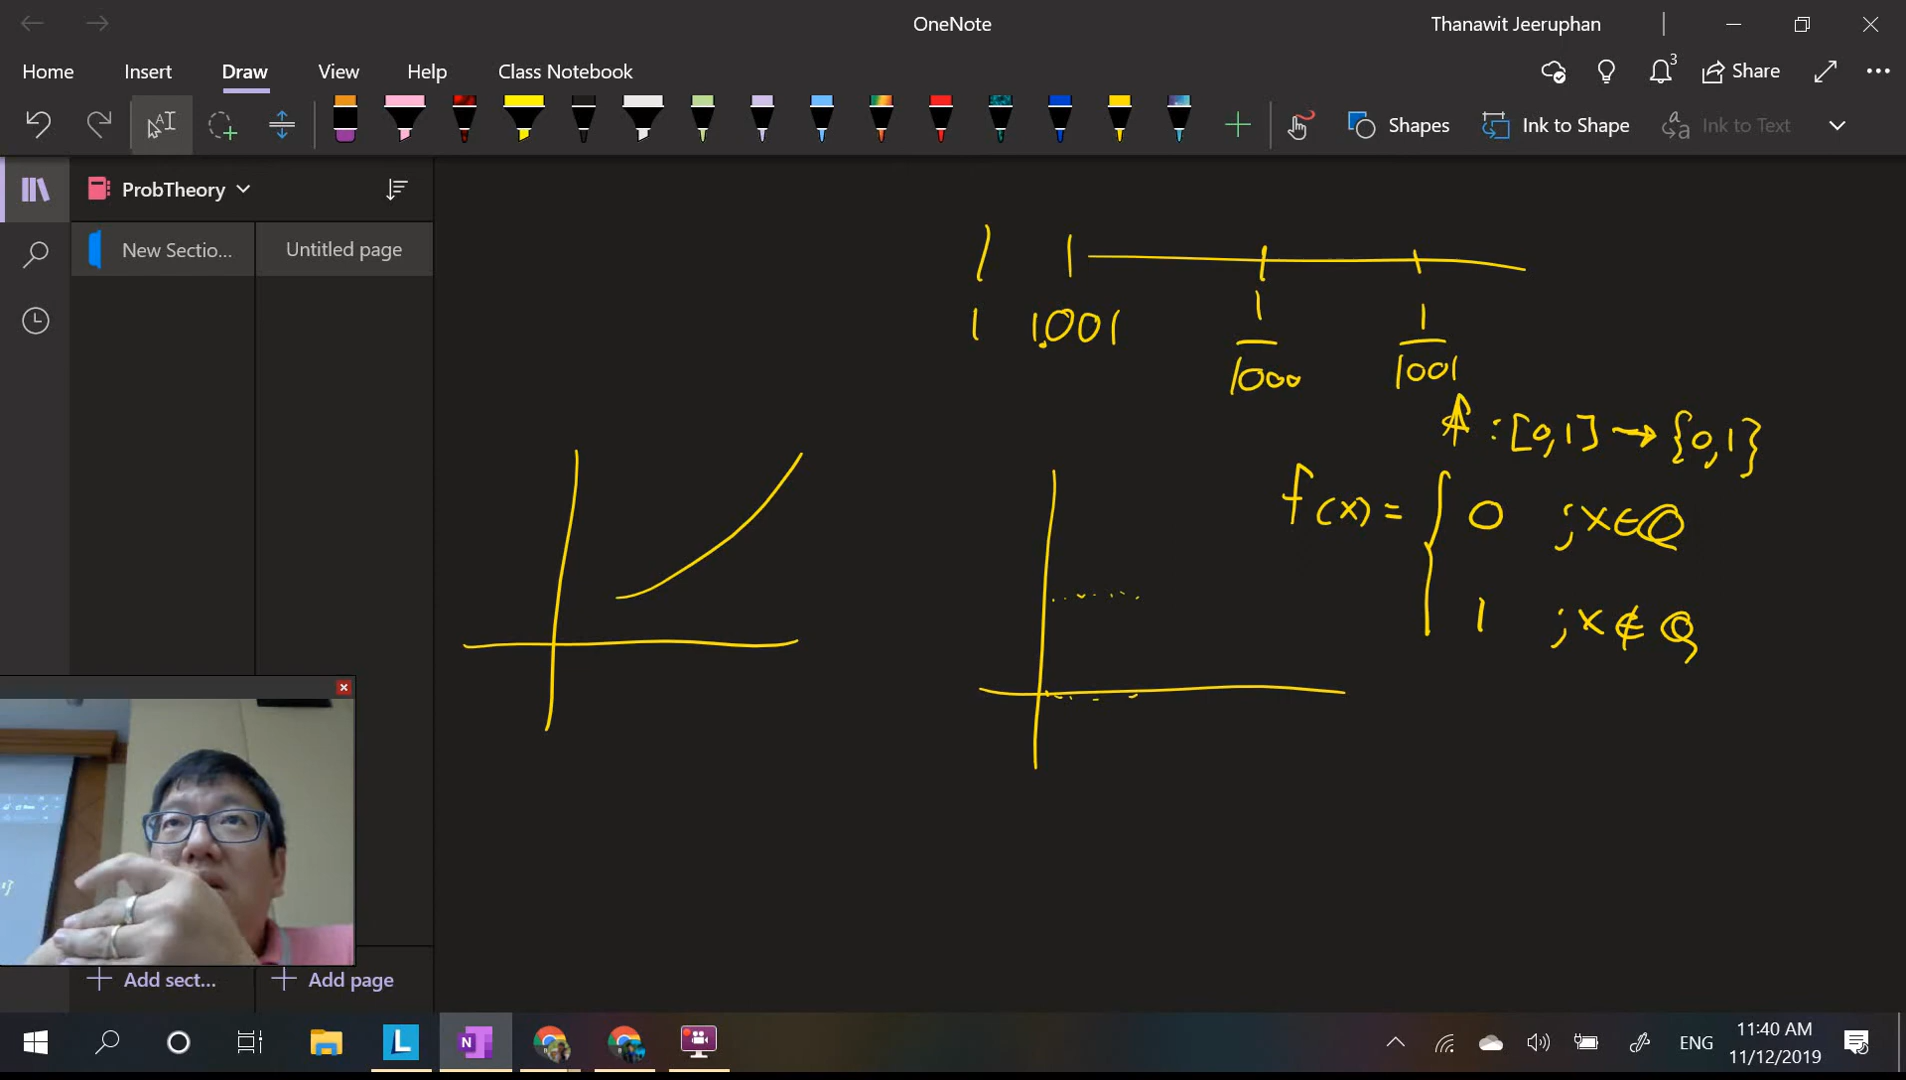 OneNote
Thanawit Jeeruphan
Home Insert Draw View Help Class Notebook
3
Share
Shapes
Ink to Shape
Ink to Text
ProbTheory
New Sectio...
Untitled page
1 1.001
1/1000 1/1001
f : [0,1] → {0,1}
f(x) = { 0 ; x ∈ ℚ
1 ; x ∉ ℚ
Add sect...
Add page
L
N
ENG
11:40 AM
11/12/2019